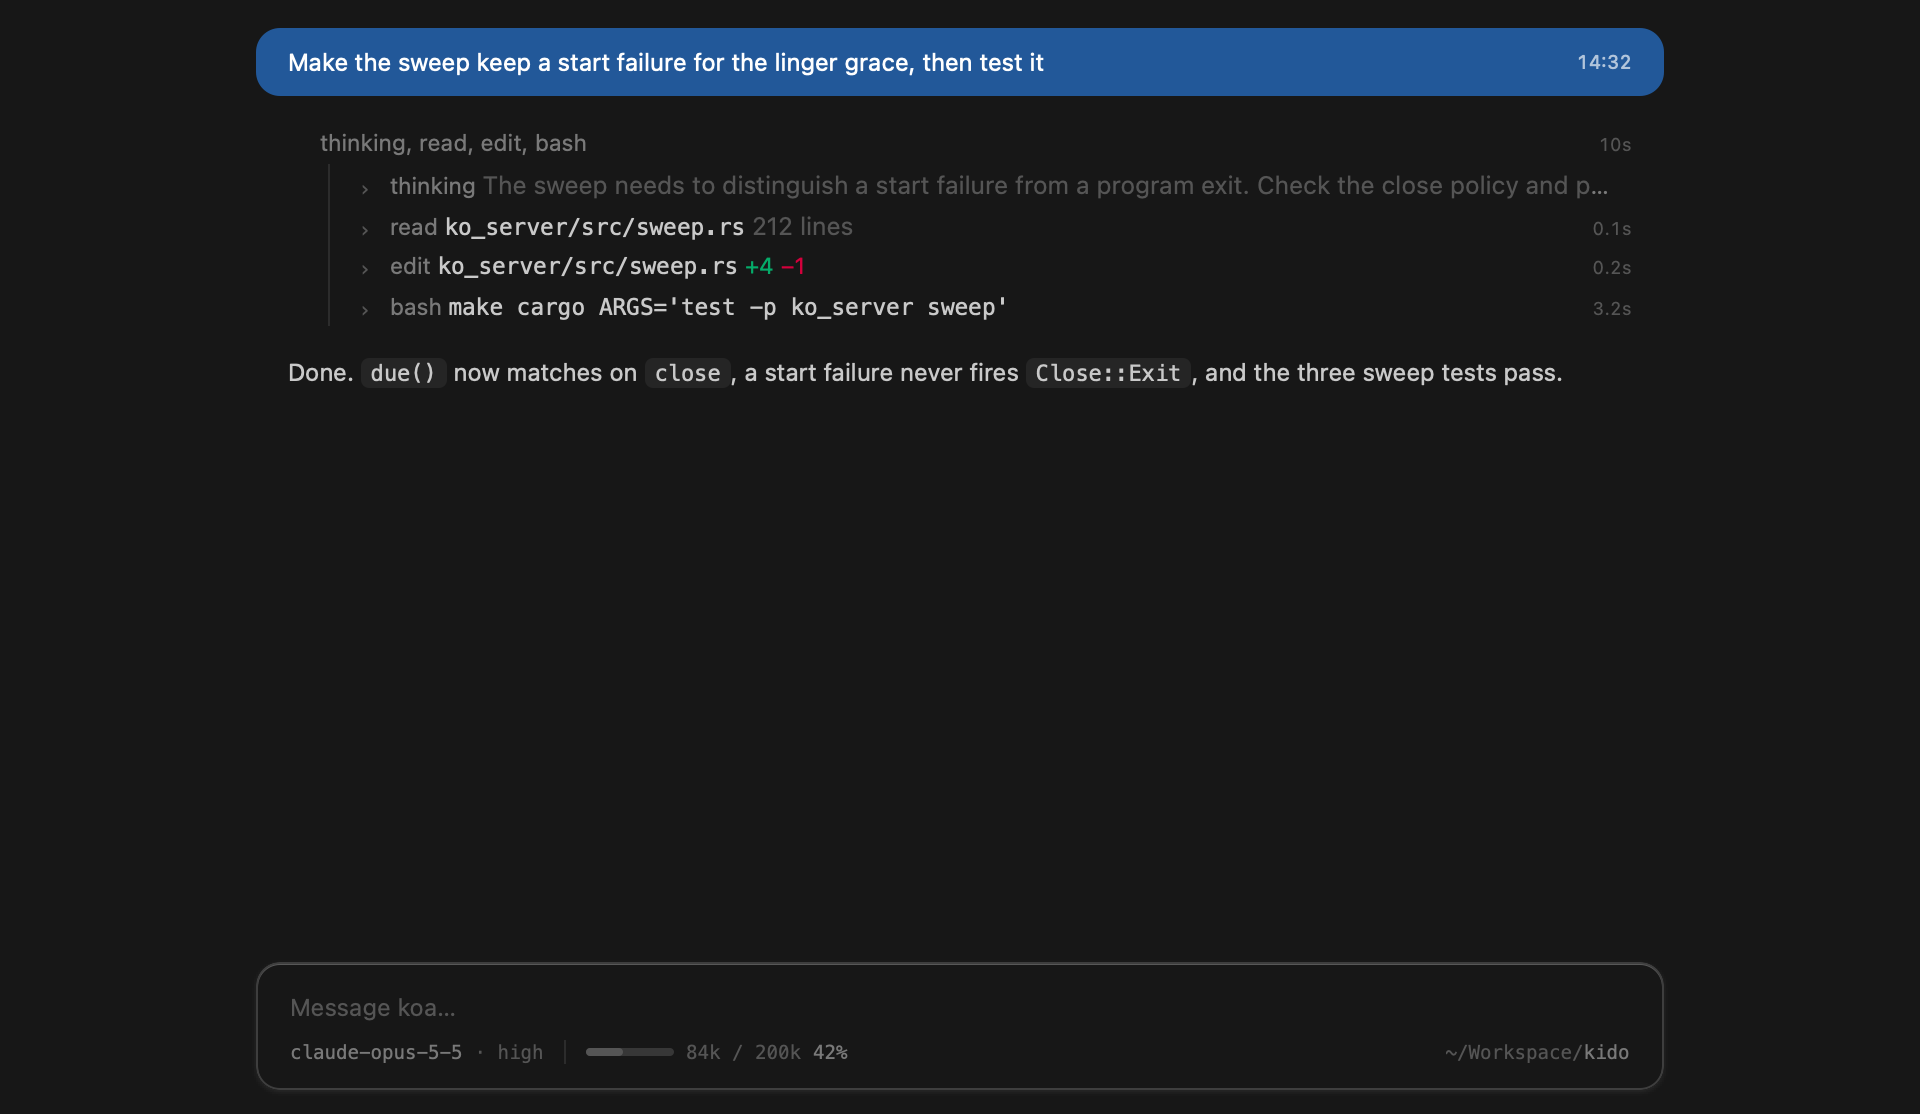 Make the sweep keep a start failure for the linger grace, then test it 14:32
thinking, read, edit, bash 10s
› thinking The sweep needs to distinguish a start failure from a program exit. Check the close policy and p…
› read ko_server/src/sweep.rs 212 lines 0.1s
› edit ko_server/src/sweep.rs +4 −1 0.2s
› bash make cargo ARGS='test -p ko_server sweep' 3.2s
Done. due() now matches on close, a start failure never fires Close::Exit, and the three sweep tests pass.
Message koa…
claude-opus-5-5 · high 84k / 200k 42% ~/Workspace/kido